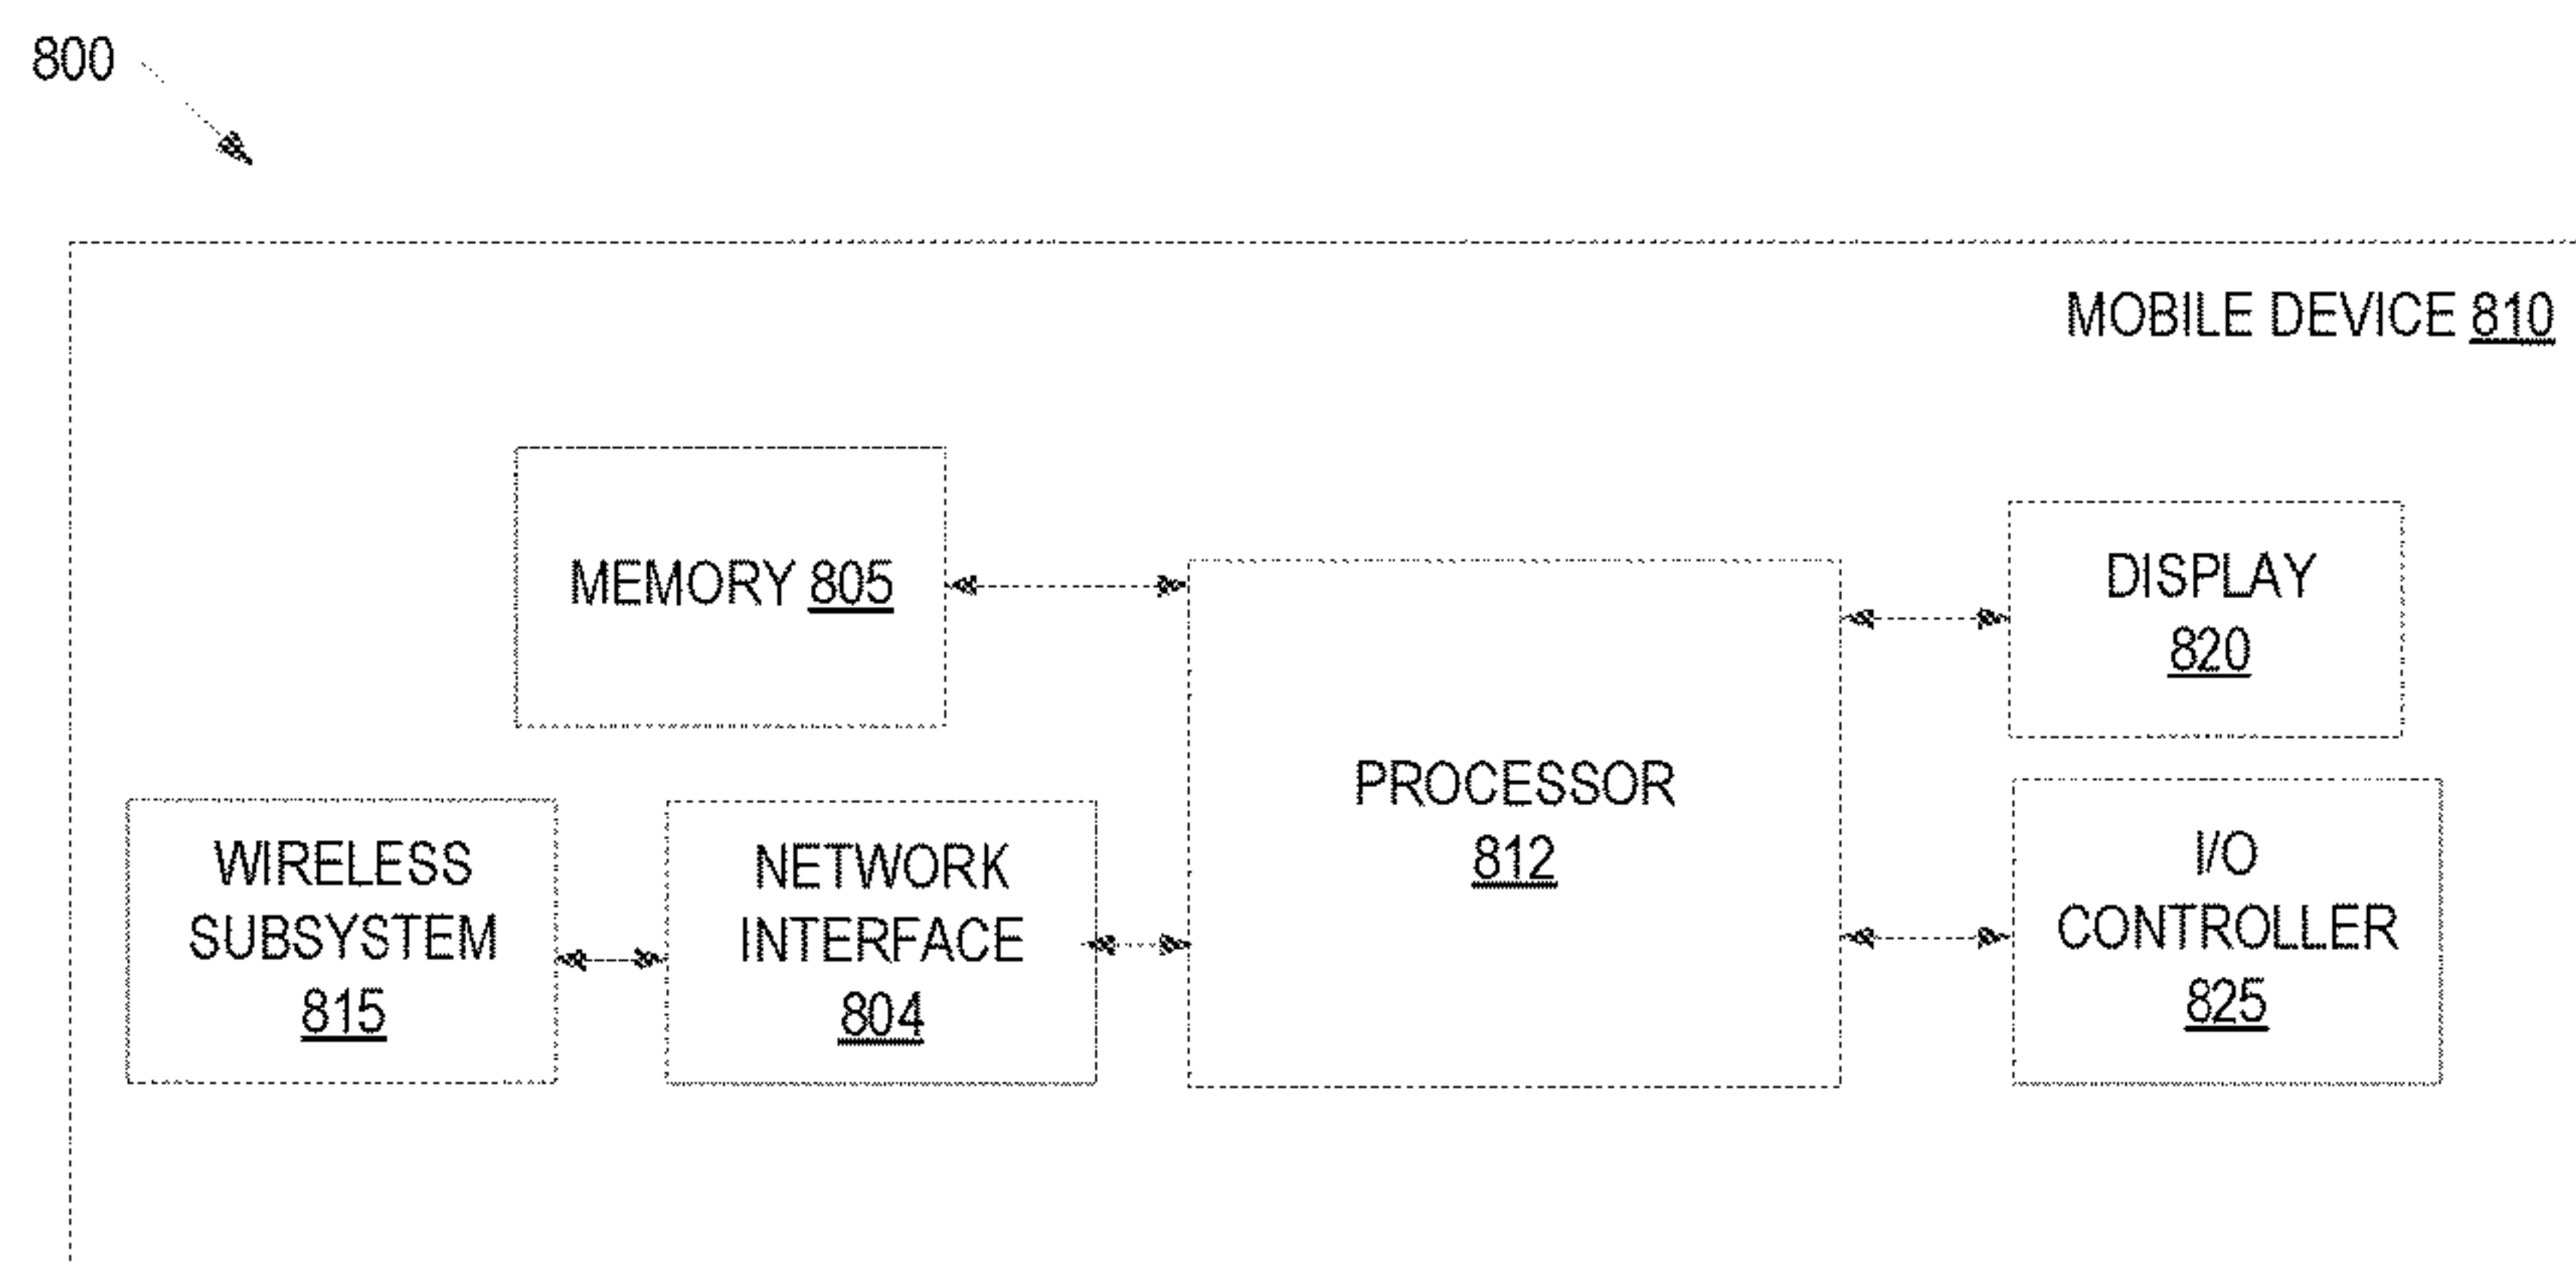 800
MOBILE DEVICE 810
MEMORY 805
DISPLAY
820
PROCESSOR
812
WIRELESS
SUBSYSTEM
815
NETWORK
INTERFACE
804
I/O
CONTROLLER
825